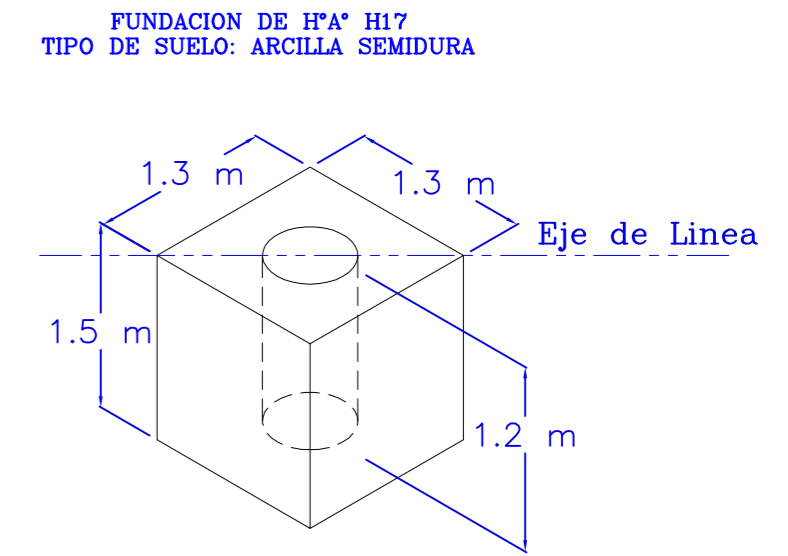 FUNDACION DE H°A° H17
TIPO DE SUELO: ARCILLA SEMIDURA
1.3 m
1.3 m
Eje de Linea
1.5 m
1.2 m